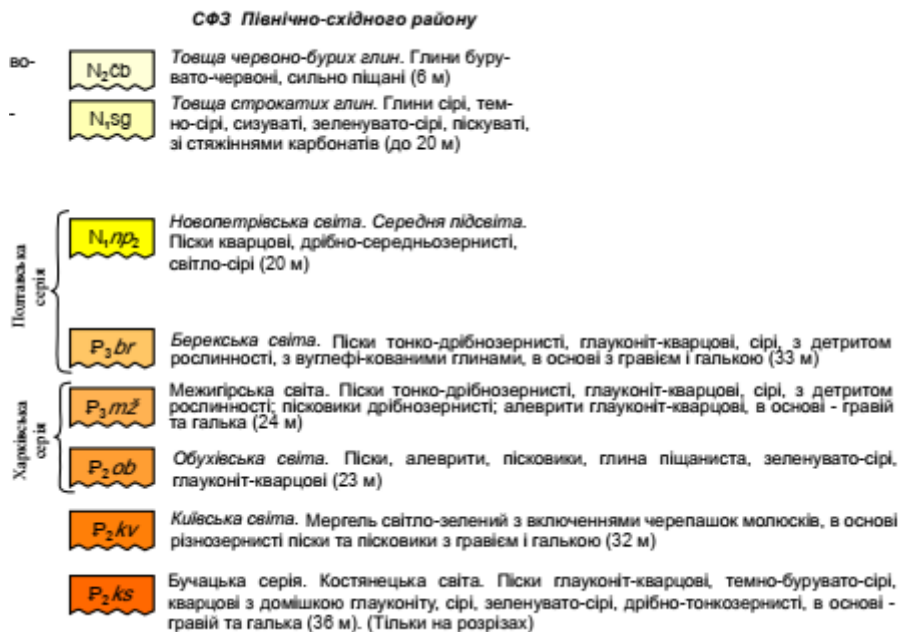 СФЗ Північно-східного району
во-
N₂čb
Товща червоно-бурих глин. Глини буру-
вато-червоні, сильно піщані (6 м)
-
N₁sg
Товща строкатих глин. Глини сірі, тем-
но-сірі, сизуваті, зеленувато-сірі, піскуваті,
зі стяжіннями карбонатів (до 20 м)
Полтавська
серія
N₁np₂
Новопетрівська світа. Середня підсвіта.
Піски кварцові, дрібно-середньозернисті,
світло-сірі (20 м)
₽₃br
Берекська світа. Піски тонко-дрібнозернисті, глауконіт-кварцові, сірі, з детритом
рослинності, з вуглефі-кованими глинами, в основі з гравієм і галькою (33 м)
Харківська
серія
₽₃mž
Межигірська світа. Піски тонко-дрібнозернисті, глауконіт-кварцові, сірі, з детритом
рослинності; пісковики дрібнозернисті; алеврити глауконіт-кварцові, в основі - гравій
та галька (24 м)
₽₂ob
Обухівська світа. Піски, алеврити, пісковики, глина піщаниста, зеленувато-сірі,
глауконіт-кварцові (23 м)
₽₂kv
Київська світа. Мергель світло-зелений з включеннями черепашок молюсків, в основі
різнозернисті піски та пісковики з гравієм і галькою (32 м)
₽₂ks
Бучацька серія. Костянецька світа. Піски глауконіт-кварцові, темно-бурувато-сірі,
кварцові з домішкою глауконіту, сірі, зеленувато-сірі, дрібно-тонкозернисті, в основі -
гравій та галька (36 м). (Тільки на розрізах)